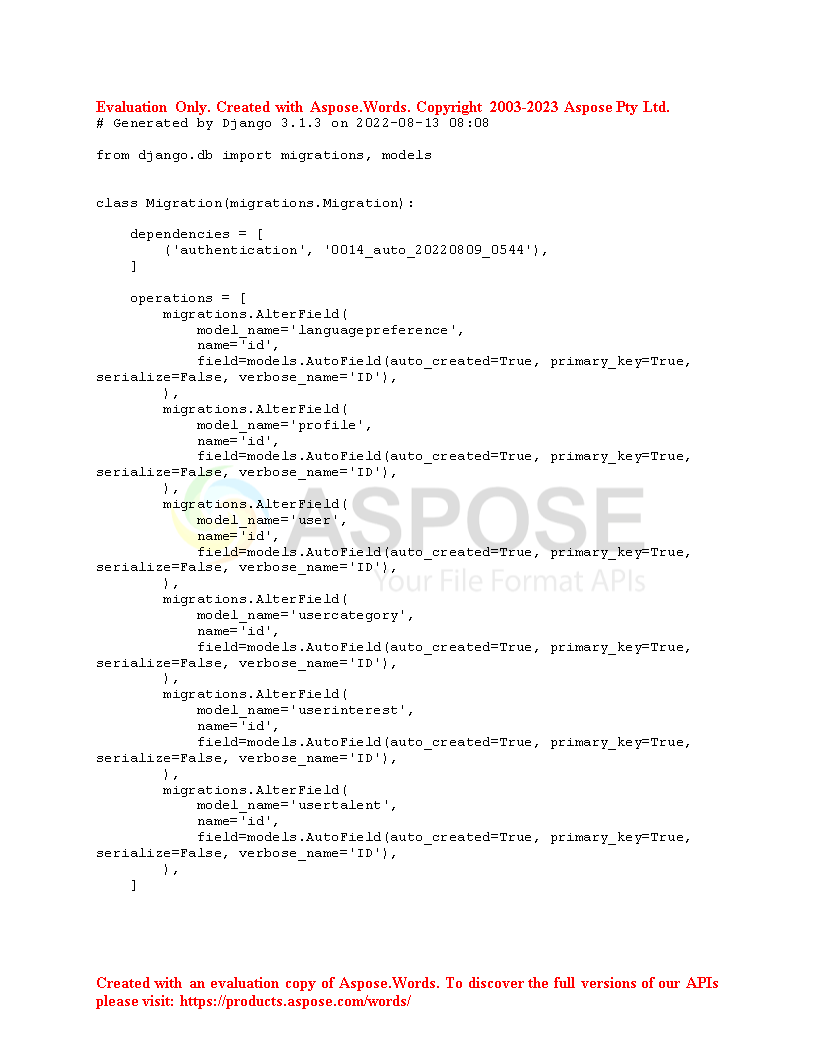 Evaluation Only. Created with Aspose.Words. Copyright 2003-2023 Aspose Pty Ltd.
# Generated by Django 3.1.3 on 2022-08-13 08:08

from django.db import migrations, models


class Migration(migrations.Migration):

    dependencies = [
        ('authentication', '0014_auto_20220809_0544'),
    ]

    operations = [
        migrations.AlterField(
            model_name='languagepreference',
            name='id',
            field=models.AutoField(auto_created=True, primary_key=True,
serialize=False, verbose_name='ID'),
        ),
        migrations.AlterField(
            model_name='profile',
            name='id',
            field=models.AutoField(auto_created=True, primary_key=True,
serialize=False, verbose_name='ID'),
        ),
        migrations.AlterField(
            model_name='user',
            name='id',
            field=models.AutoField(auto_created=True, primary_key=True,
serialize=False, verbose_name='ID'),
        ),
        migrations.AlterField(
            model_name='usercategory',
            name='id',
            field=models.AutoField(auto_created=True, primary_key=True,
serialize=False, verbose_name='ID'),
        ),
        migrations.AlterField(
            model_name='userinterest',
            name='id',
            field=models.AutoField(auto_created=True, primary_key=True,
serialize=False, verbose_name='ID'),
        ),
        migrations.AlterField(
            model_name='usertalent',
            name='id',
            field=models.AutoField(auto_created=True, primary_key=True,
serialize=False, verbose_name='ID'),
        ),
    ]
ASPOSE
Your File Format APIs
Created with an evaluation copy of Aspose.Words. To discover the full versions of our APIs
please visit: https://products.aspose.com/words/